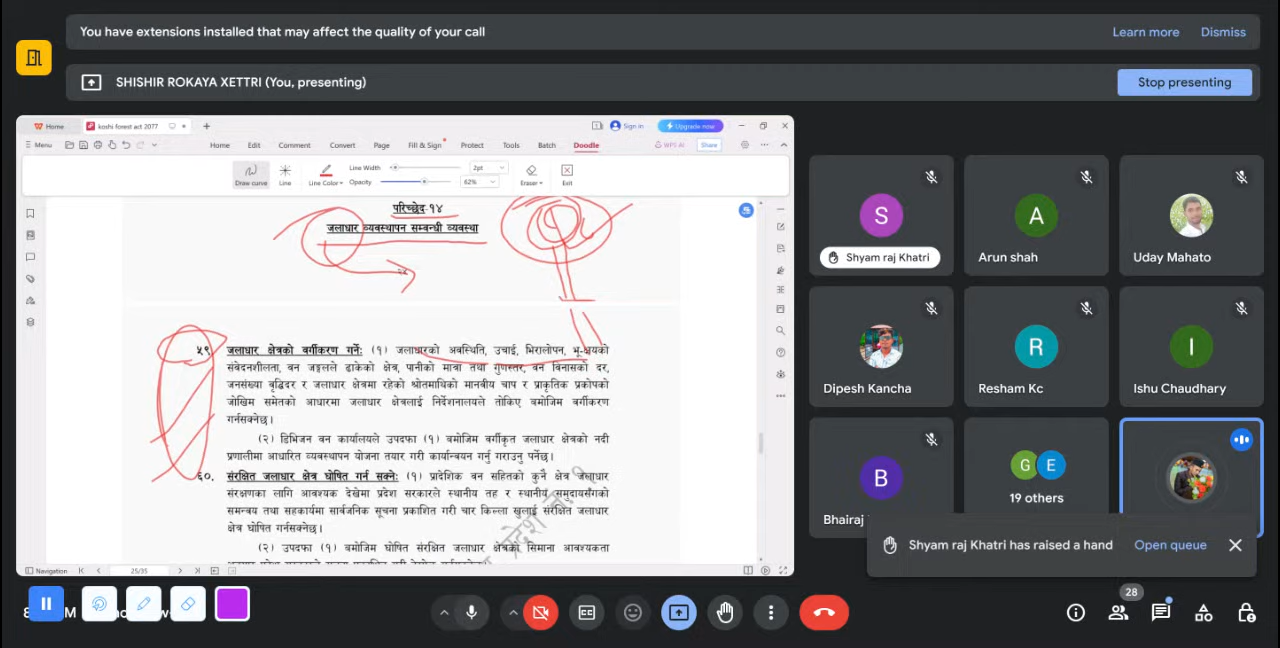 You have extensions installed that may affect the quality of your call
Learn more
Dismiss
SHISHIR ROKAYA XETTRI (You, presenting)
Stop presenting
Home
koshi forest act 2077
Sign in
Upgrade now
Menu
Home
Edit
Comment
Convert
Page
Fill & Sign
Protect
Tools
Batch
Doodle
WPS AI
Share
Draw curve
Line
Line Color
Line Width
2pt
Opacity
62%
Eraser
Exit
परिच्छेद-१४
जलाधार व्यवस्थापन सम्बन्धी व्यवस्था
५९. जलाधार क्षेत्रको वर्गीकरण गर्नेः (१) जलाधारको अवस्थिति, उचाई, भिरालोपन, भू-क्षयको
संवेदनशीलता, वन जङ्गलले ढाकेको क्षेत्र, पानीको मात्रा तथा गुणस्तर, वन विनासको दर,
जनसंख्या वृद्धिदर र जलाधार क्षेत्रमा रहेको श्रोतमाथिको मानवीय चाप र प्राकृतिक प्रकोपको
जोखिम समेतको आधारमा जलाधार क्षेत्रलाई निर्देशनालयले तोकिए बमोजिम वर्गीकरण
गर्नसक्नेछ।
(२) डिभिजन वन कार्यालयले उपदफा (१) बमोजिम वर्गीकृत जलाधार क्षेत्रको नदी
प्रणालीमा आधारित व्यवस्थापन योजना तयार गरी कार्यान्वयन गर्नु गराउनु पर्नेछ।
६०. संरक्षित जलाधार क्षेत्र घोषित गर्न सक्नेः (१) प्रादेशिक वन सहितको कुनै क्षेत्र जलाधार
संरक्षणका लागि आवश्यक देखेमा प्रदेश सरकारले स्थानीय तह र स्थानीय समुदायसँगको
समन्वय तथा सहकार्यमा सार्वजनिक सूचना प्रकाशित गरी चार किल्ला खुलाई संरक्षित जलाधार
क्षेत्र घोषित गर्नसक्नेछ।
(२) उपदफा (१) बमोजिम घोषित संरक्षित जलाधार क्षेत्रको सिमाना आवश्यकता
Navigation
25/35
S
Shyam raj Khatri
A
Arun shah
Uday Mahato
Dipesh Kancha
R
Resham Kc
I
Ishu Chaudhary
B
Bhairaj
G
E
19 others
Shyam raj Khatri has raised a hand
Open queue
28